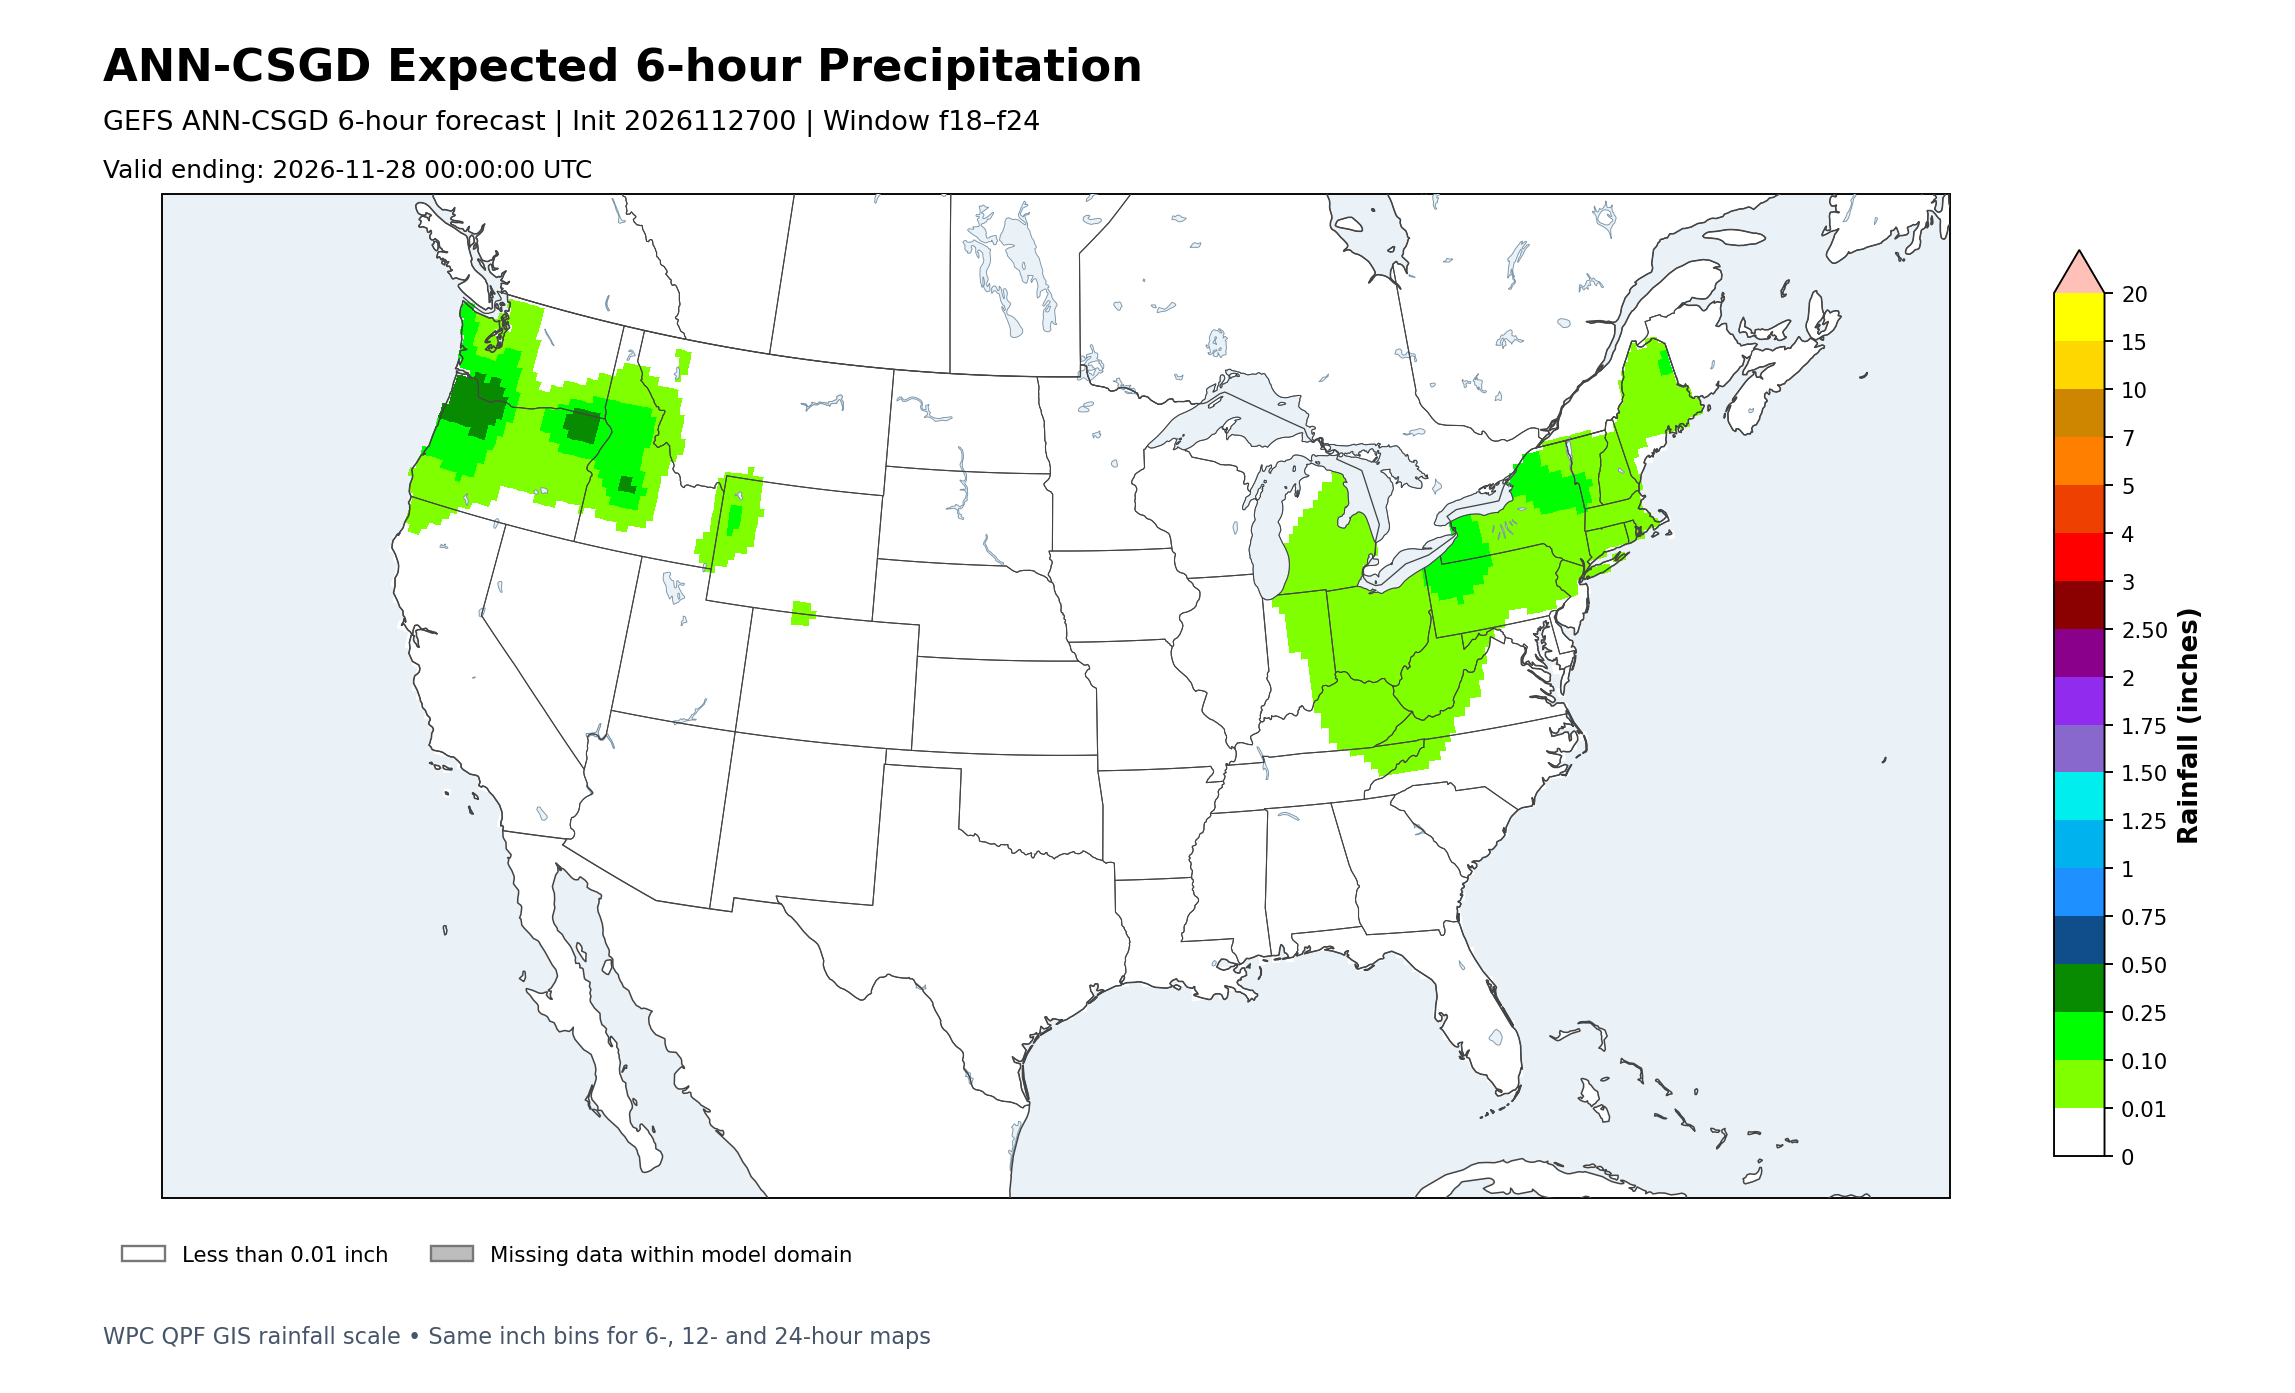 ANN-CSGD Expected 6-hour Precipitation
GEFS ANN-CSGD 6-hour forecast | Init 2026112700 | Window f18–f24
Valid ending: 2026-11-28 00:00:00 UTC
20
15
10
7
5
4
3
2.50
2
1.75
1.50
1.25
1
0.75
0.50
0.25
0.10
0.01
0
Rainfall (inches)
Less than 0.01 inch
Missing data within model domain
WPC QPF GIS rainfall scale • Same inch bins for 6-, 12- and 24-hour maps